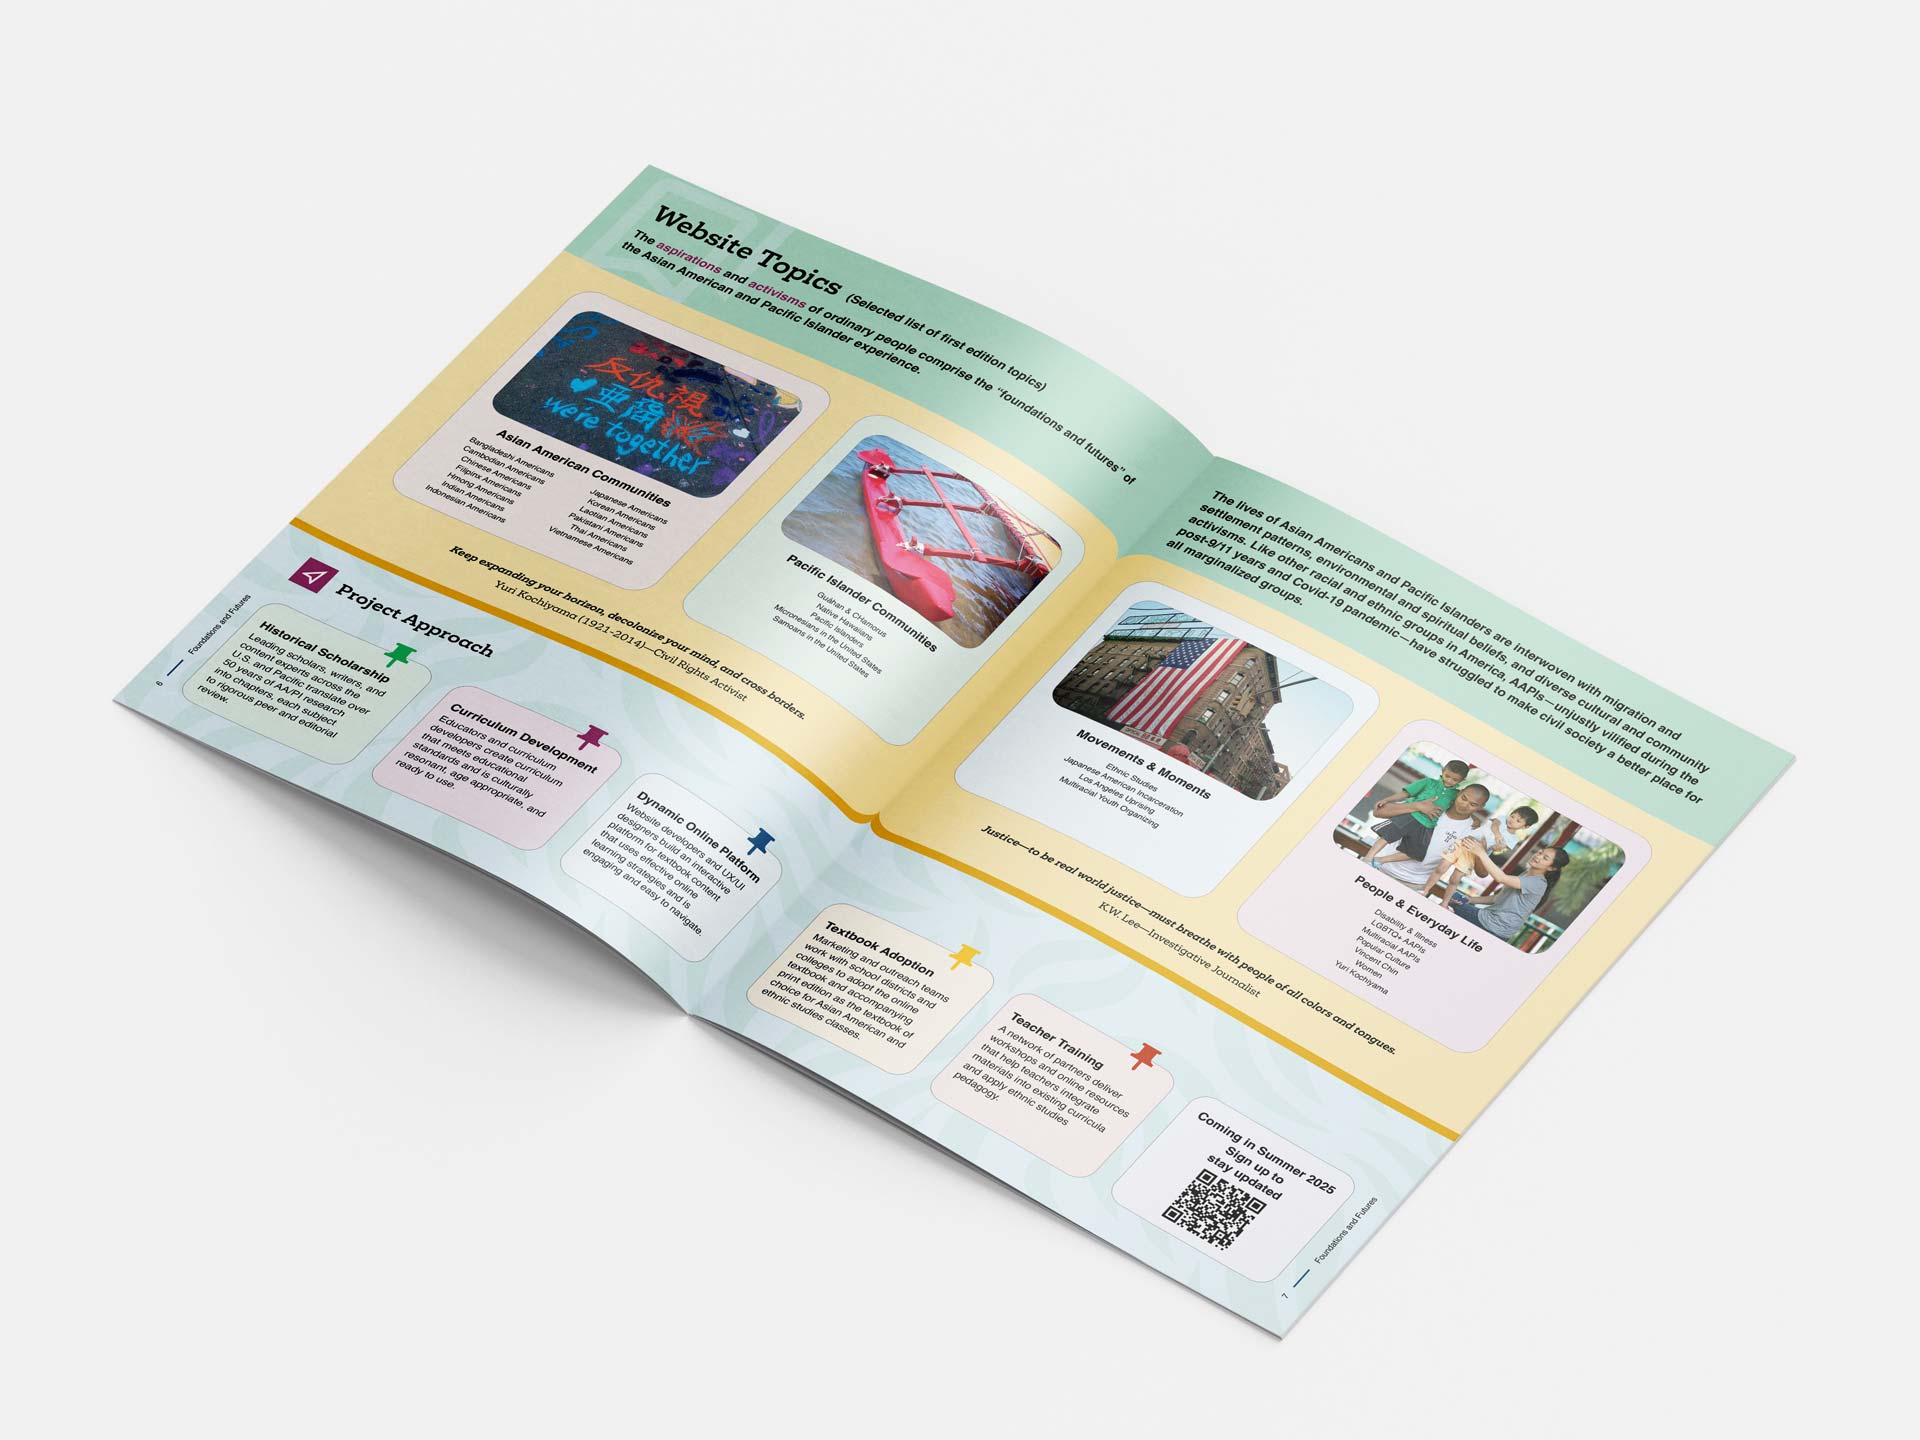 Website Topics (Selected list of first edition topics)
The aspirations and activisms of ordinary people comprise the "foundations and futures" of
the Asian American and Pacific Islander experience.
反仇視
亞裔
we're together
Asian American Communities
Bangladeshi Americans
Cambodian Americans
Chinese Americans
Filipinx Americans
Hmong Americans
Indian Americans
Indonesian Americans
Japanese Americans
Korean Americans
Laotian Americans
Pakistani Americans
Thai Americans
Vietnamese Americans
Pacific Islander Communities
Guåhan & CHamorus
Native Hawaiians
Pacific Islanders
Micronesians in the United States
Samoans in the United States
Keep expanding your horizon, decolonize your mind, and cross borders.
Yuri Kochiyama (1921-2014)—Civil Rights Activist
The lives of Asian Americans and Pacific Islanders are interwoven with migration and
settlement patterns, environmental and spiritual beliefs, and diverse cultural and community
activisms. Like other racial and ethnic groups in America, AAPIs—unjustly vilified during the
post-9/11 years and Covid-19 pandemic—have struggled to make civil society a better place for
all marginalized groups.
Movements & Moments
Ethnic Studies
Japanese American Incarceration
Los Angeles Uprising
Multiracial Youth Organizing
People & Everyday Life
Disability & Illness
LGBTQ+ AAPIs
Multiracial AAPIs
Popular Culture
Vincent Chin
Women
Yuri Kochiyama
Justice—to be real world justice—must breathe with people of all colors and tongues.
K.W. Lee—Investigative Journalist
Project Approach
Historical Scholarship
Leading scholars, writers, and
content experts across the
U.S. and Pacific translate over
50 years of AA/PI research
into chapters, each subject
to rigorous peer and editorial
review.
Curriculum Development
Educators and curriculum
developers create curriculum
that meets educational
standards and is culturally
resonant, age appropriate, and
ready to use.
Dynamic Online Platform
Website developers and UX/UI
designers build an interactive
platform for textbook content
that uses effective online
learning strategies and is
engaging and easy to navigate.
Textbook Adoption
Marketing and outreach teams
work with school districts and
colleges to adopt the online
textbook and accompanying
print edition as the textbook of
choice for Asian American and
ethnic studies classes.
Teacher Training
A network of partners deliver
workshops and online resources
that help teachers integrate
materials into existing curricula
and apply ethnic studies
pedagogy.
Coming in Summer 2025
Sign up to
stay updated
6
Foundations and Futures
7
Foundations and Futures